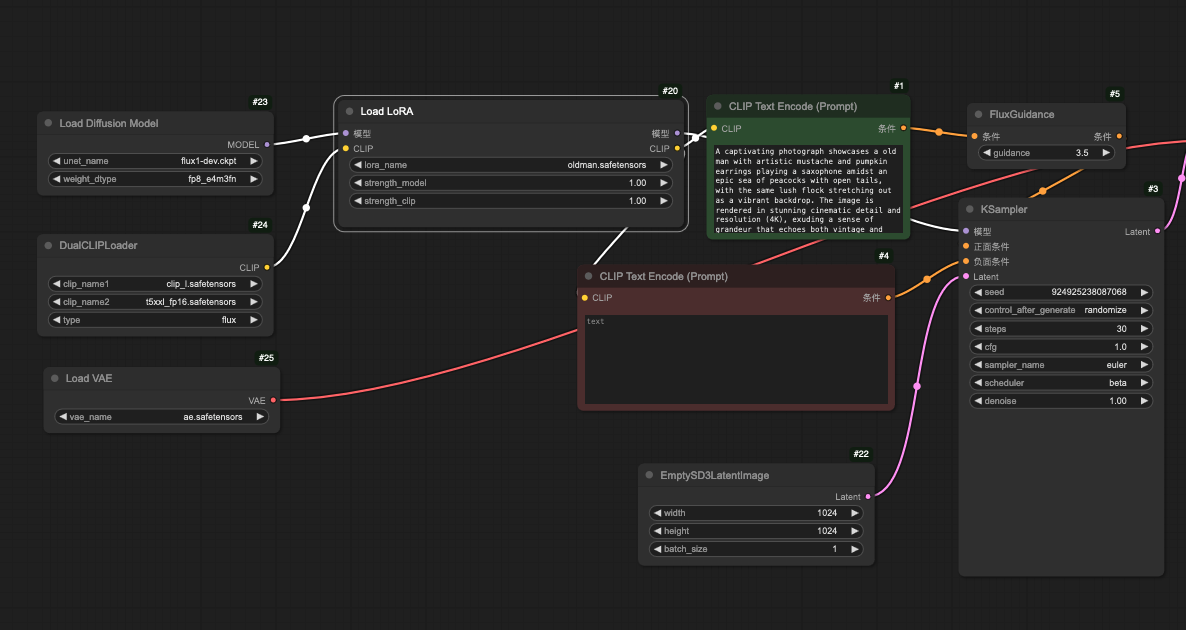 #23
Load Diffusion Model
MODEL
unet_name flux1-dev.ckpt
weight_dtype fp8_e4m3fn
#24
DualCLIPLoader
CLIP
clip_name1 clip_l.safetensors
clip_name2 t5xxl_fp16.safetensors
type flux
#25
Load VAE
VAE
vae_name ae.safetensors
#20
Load LoRA
模型 模型
CLIP CLIP
lora_name oldman.safetensors
strength_model 1.00
strength_clip 1.00
#1
CLIP Text Encode (Prompt)
CLIP 条件
A captivating photograph showcases a old
man with artistic mustache and pumpkin
earrings playing a saxophone amidst an
epic sea of peacocks with open tails,
with the same lush flock stretching out
as a vibrant backdrop. The image is
rendered in stunning cinematic detail and
resolution (4K), exuding a sense of
grandeur that echoes both vintage and
#4
CLIP Text Encode (Prompt)
CLIP 条件
text
#22
EmptySD3LatentImage
Latent
width 1024
height 1024
batch_size 1
#5
FluxGuidance
条件 条件
guidance 3.5
#3
KSampler
模型 Latent
正面条件
负面条件
Latent
seed 924925238087068
control_after_generate randomize
steps 30
cfg 1.0
sampler_name euler
scheduler beta
denoise 1.00